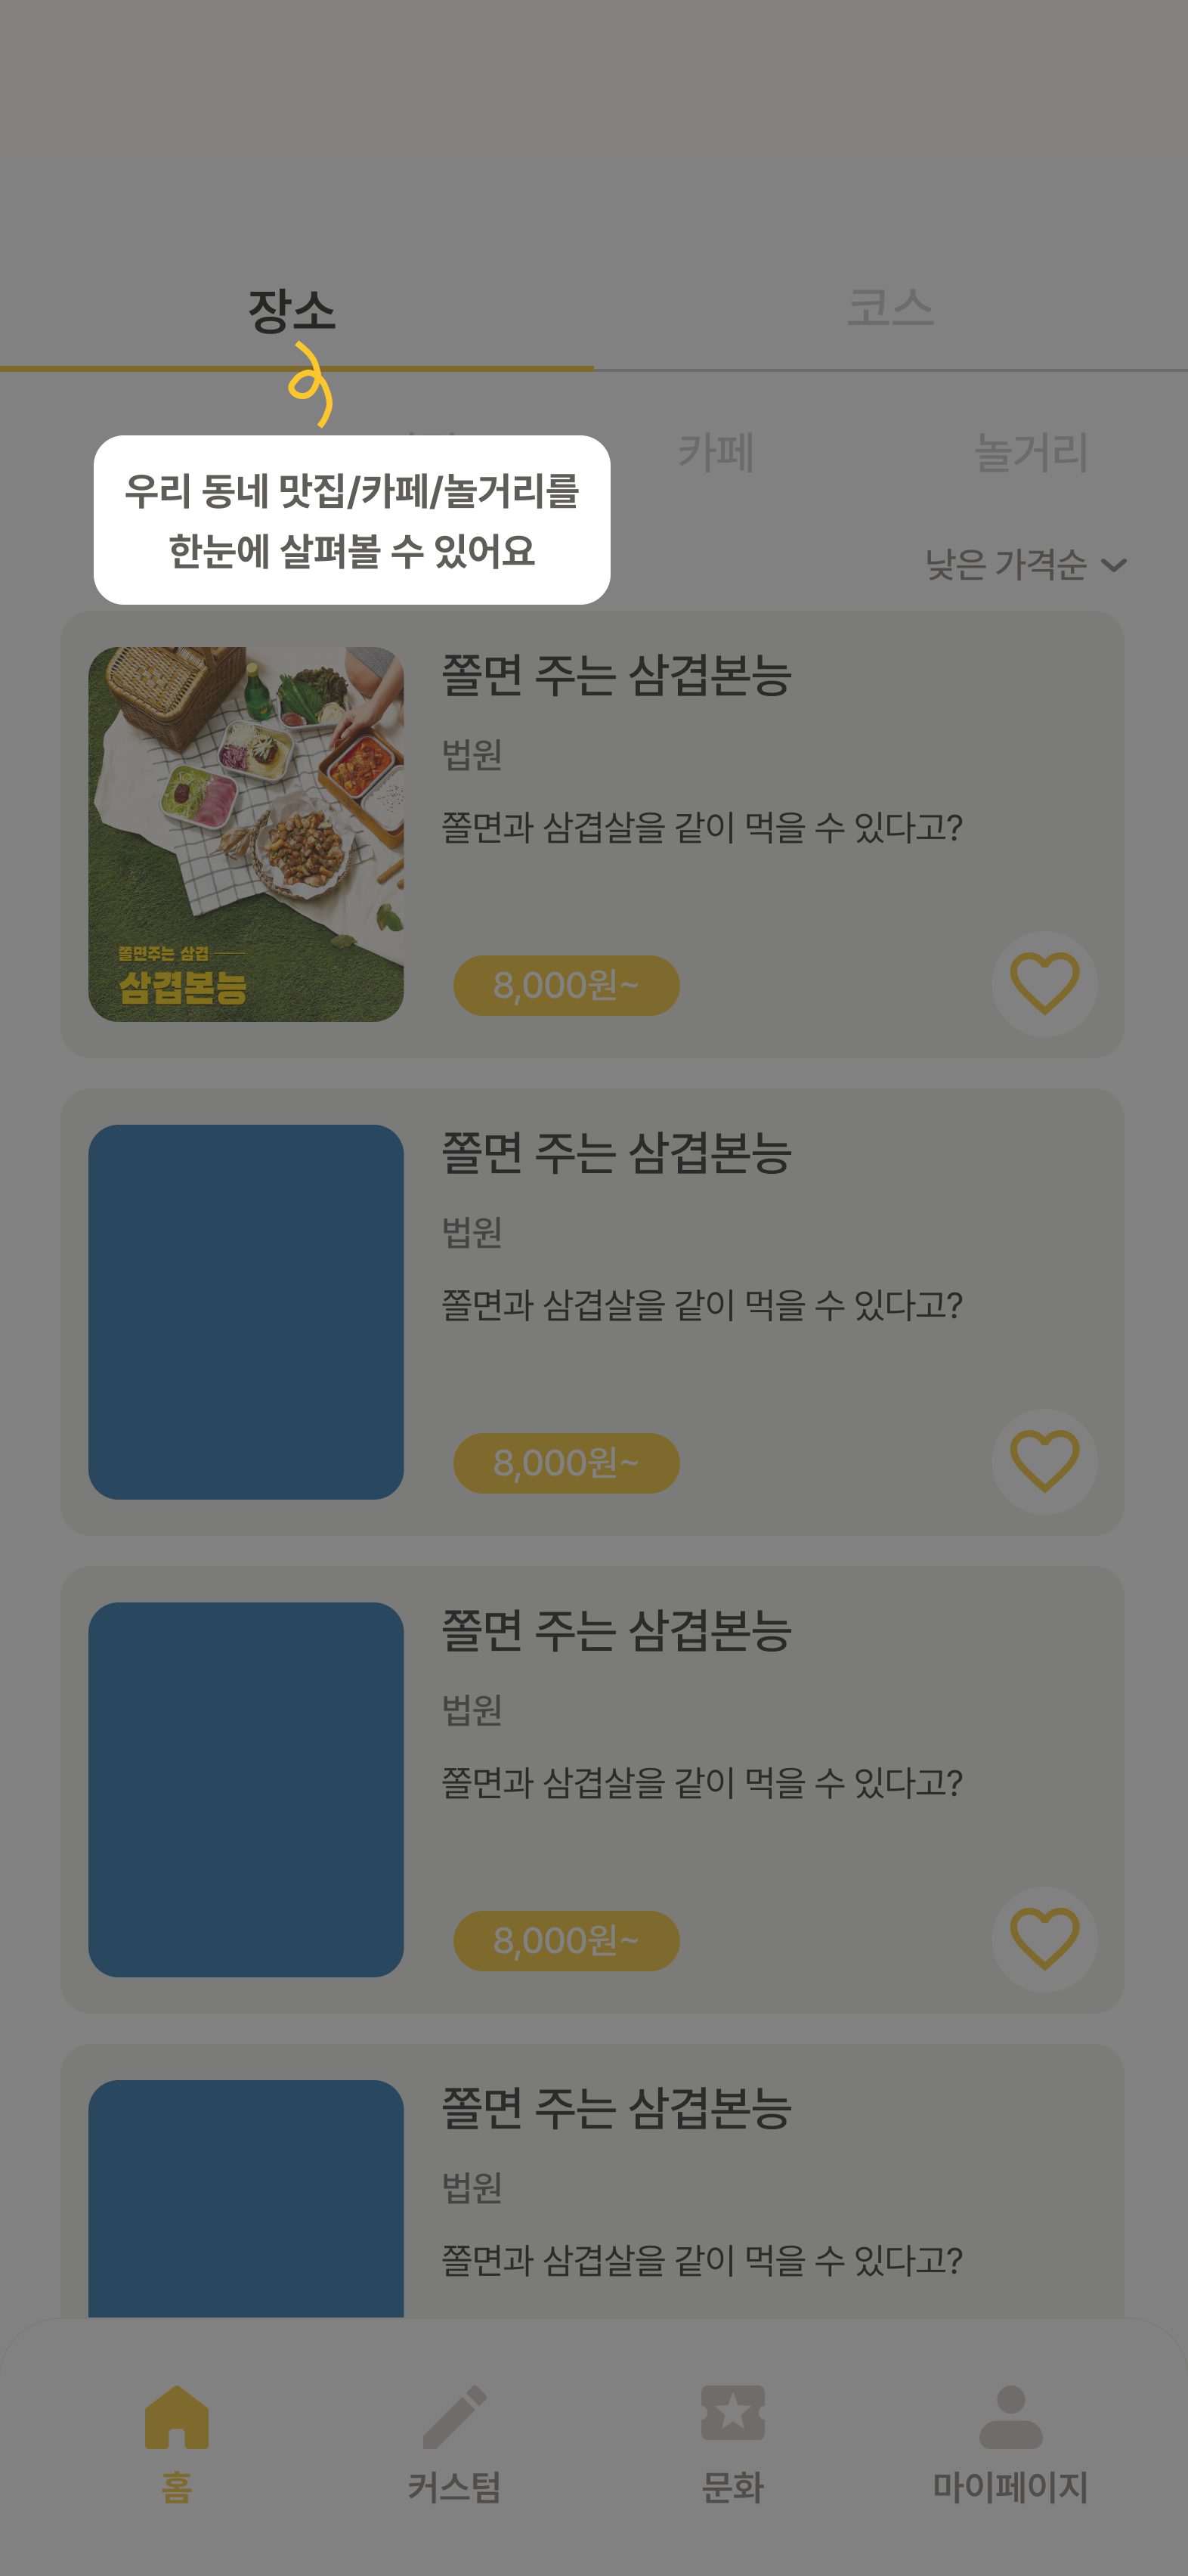 장소
코스
카페
놀거리
우리 동네 맛집/카페/놀거리를
한눈에 살펴볼 수 있어요
낮은 가격순
쫄면주는 삼겹
삼겹본능
쫄면 주는 삼겹본능
법원
쫄면과 삼겹살을 같이 먹을 수 있다고?
8,000원~
쫄면 주는 삼겹본능
법원
쫄면과 삼겹살을 같이 먹을 수 있다고?
8,000원~
쫄면 주는 삼겹본능
법원
쫄면과 삼겹살을 같이 먹을 수 있다고?
8,000원~
쫄면 주는 삼겹본능
법원
쫄면과 삼겹살을 같이 먹을 수 있다고?
홈
커스텀
문화
마이페이지